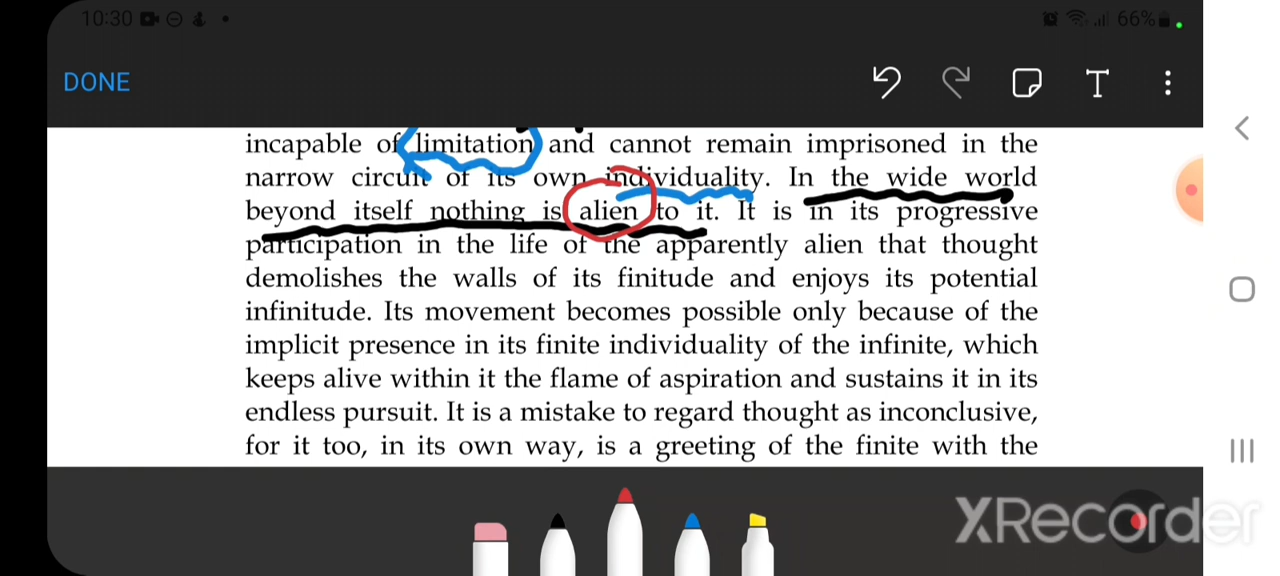 10:30
66%
DONE
T
incapable of limitation and cannot remain imprisoned in the
narrow circuit of its own individuality. In the wide world
beyond itself nothing is alien to it. It is in its progressive
participation in the life of the apparently alien that thought
demolishes the walls of its finitude and enjoys its potential
infinitude. Its movement becomes possible only because of the
implicit presence in its finite individuality of the infinite, which
keeps alive within it the flame of aspiration and sustains it in its
endless pursuit. It is a mistake to regard thought as inconclusive,
for it too, in its own way, is a greeting of the finite with the
XRecorder